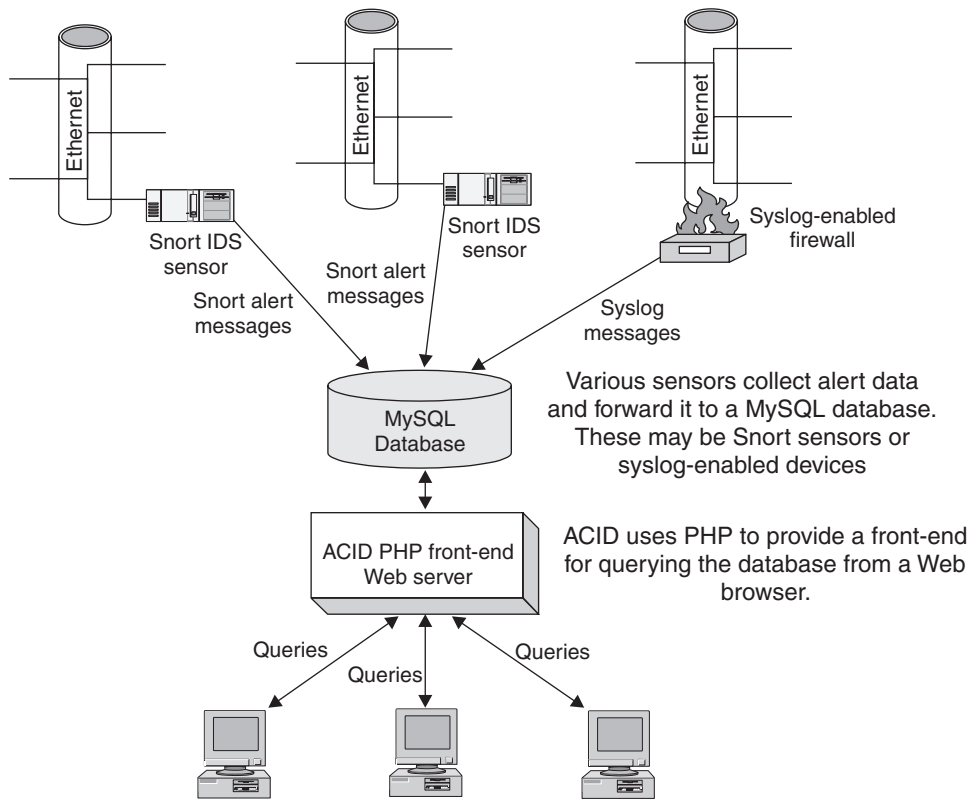 Ethernet
Ethernet
Ethernet
Snort IDS
sensor
Snort IDS
sensor
Syslog-enabled
firewall
Snort alert
messages
Snort alert
messages
Syslog
messages
MySQL
Database
Various sensors collect alert data
and forward it to a MySQL database.
These may be Snort sensors or
syslog-enabled devices
ACID PHP front-end
Web server
ACID uses PHP to provide a front-end
for querying the database from a Web
browser.
Queries
Queries
Queries